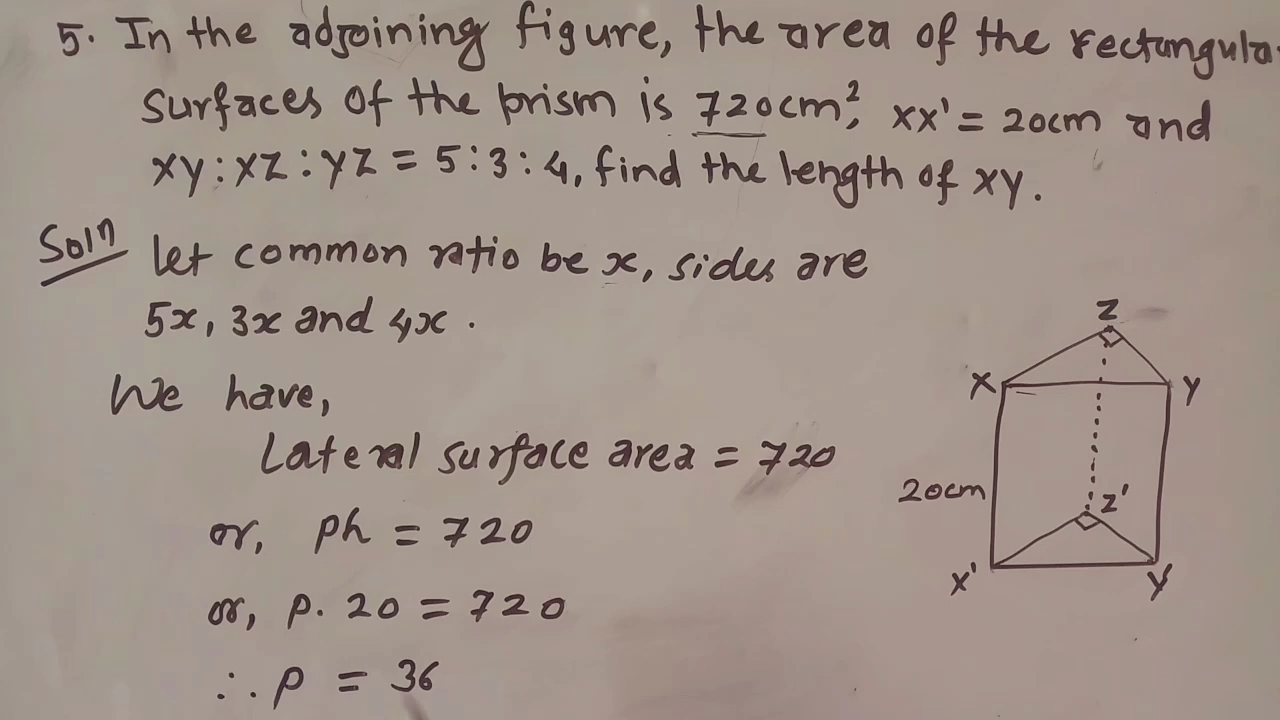 5. In the adjoining figure, the area of the rectangula
surfaces of the prism is 720cm², xx' = 20cm and
xy : xz : yz = 5 : 3 : 4, find the length of xy.
Soln let common ratio be x, sides are
5x, 3x and 4x.
We have,
Lateral surface area = 720
or, ph = 720
or, p. 20 = 720
∴ p = 36
Z
X
Y
20cm
Z'
X'
Y